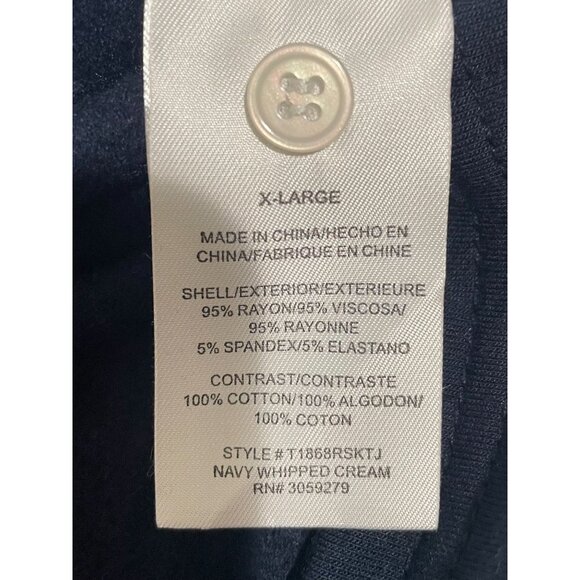 X-LARGE
MADE IN CHINA/HECHO EN
CHINA/FABRIQUE EN CHINE
SHELL/EXTERIOR/EXTERIEURE
95% RAYON/95% VISCOSA/
95% RAYONNE
5% SPANDEX/5% ELASTANO
CONTRAST/CONTRASTE
100% COTTON/100% ALGODON/
100% COTON
STYLE # T1868RSKTJ
NAVY WHIPPED CREAM
RN# 3059279